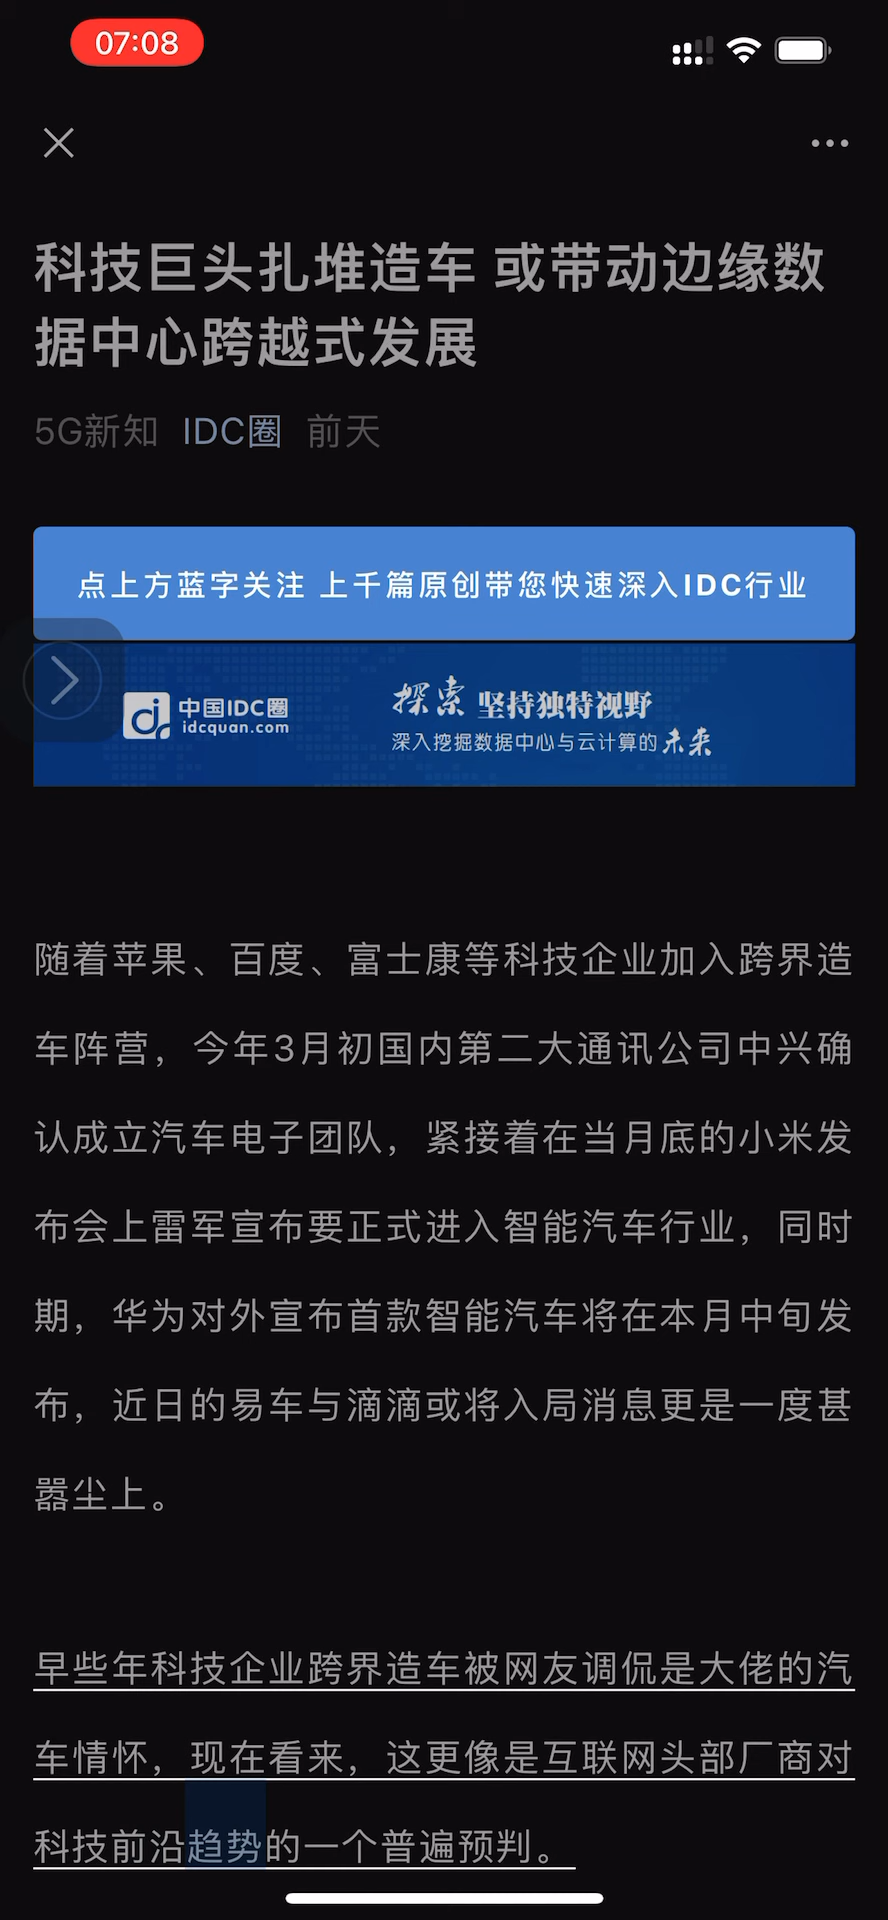 07:08
科技巨头扎堆造车 或带动边缘数
据中心跨越式发展
5G新知 IDC圈 前天
点上方蓝字关注 上千篇原创带您快速深入IDC行业
中国IDC圈
idcquan.com
探索 坚持独特视野
深入挖掘数据中心与云计算的未来
随着苹果、百度、富士康等科技企业加入跨界造
车阵营，今年3月初国内第二大通讯公司中兴确
认成立汽车电子团队，紧接着在当月底的小米发
布会上雷军宣布要正式进入智能汽车行业，同时
期，华为对外宣布首款智能汽车将在本月中旬发
布，近日的易车与滴滴或将入局消息更是一度甚
嚣尘上。
早些年科技企业跨界造车被网友调侃是大佬的汽
车情怀，现在看来，这更像是互联网头部厂商对
科技前沿趋势的一个普遍预判。